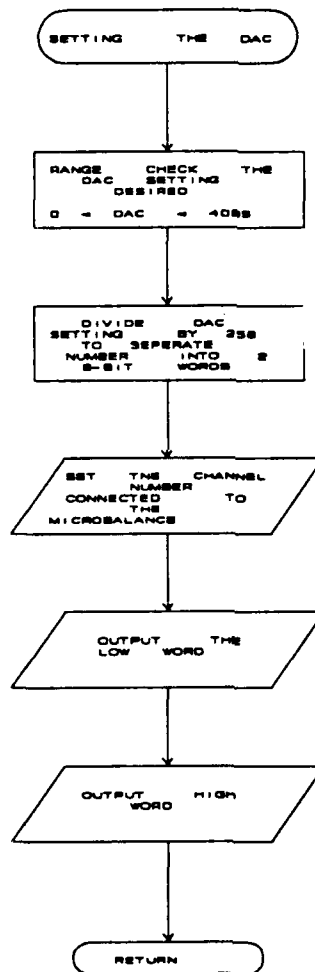 SETTING THE DAC
RANGE CHECK THE
DAC SETTING
DESIRED
0 < DAC < 4095
DIVIDE DAC
SETTING BY 256
TO SEPERATE
NUMBER INTO 2
8-BIT WORDS
SET THE CHANNEL
NUMBER
CONNECTED TO
THE
MICROBALANCE
OUTPUT THE
LOW WORD
OUTPUT HIGH
WORD
RETURN